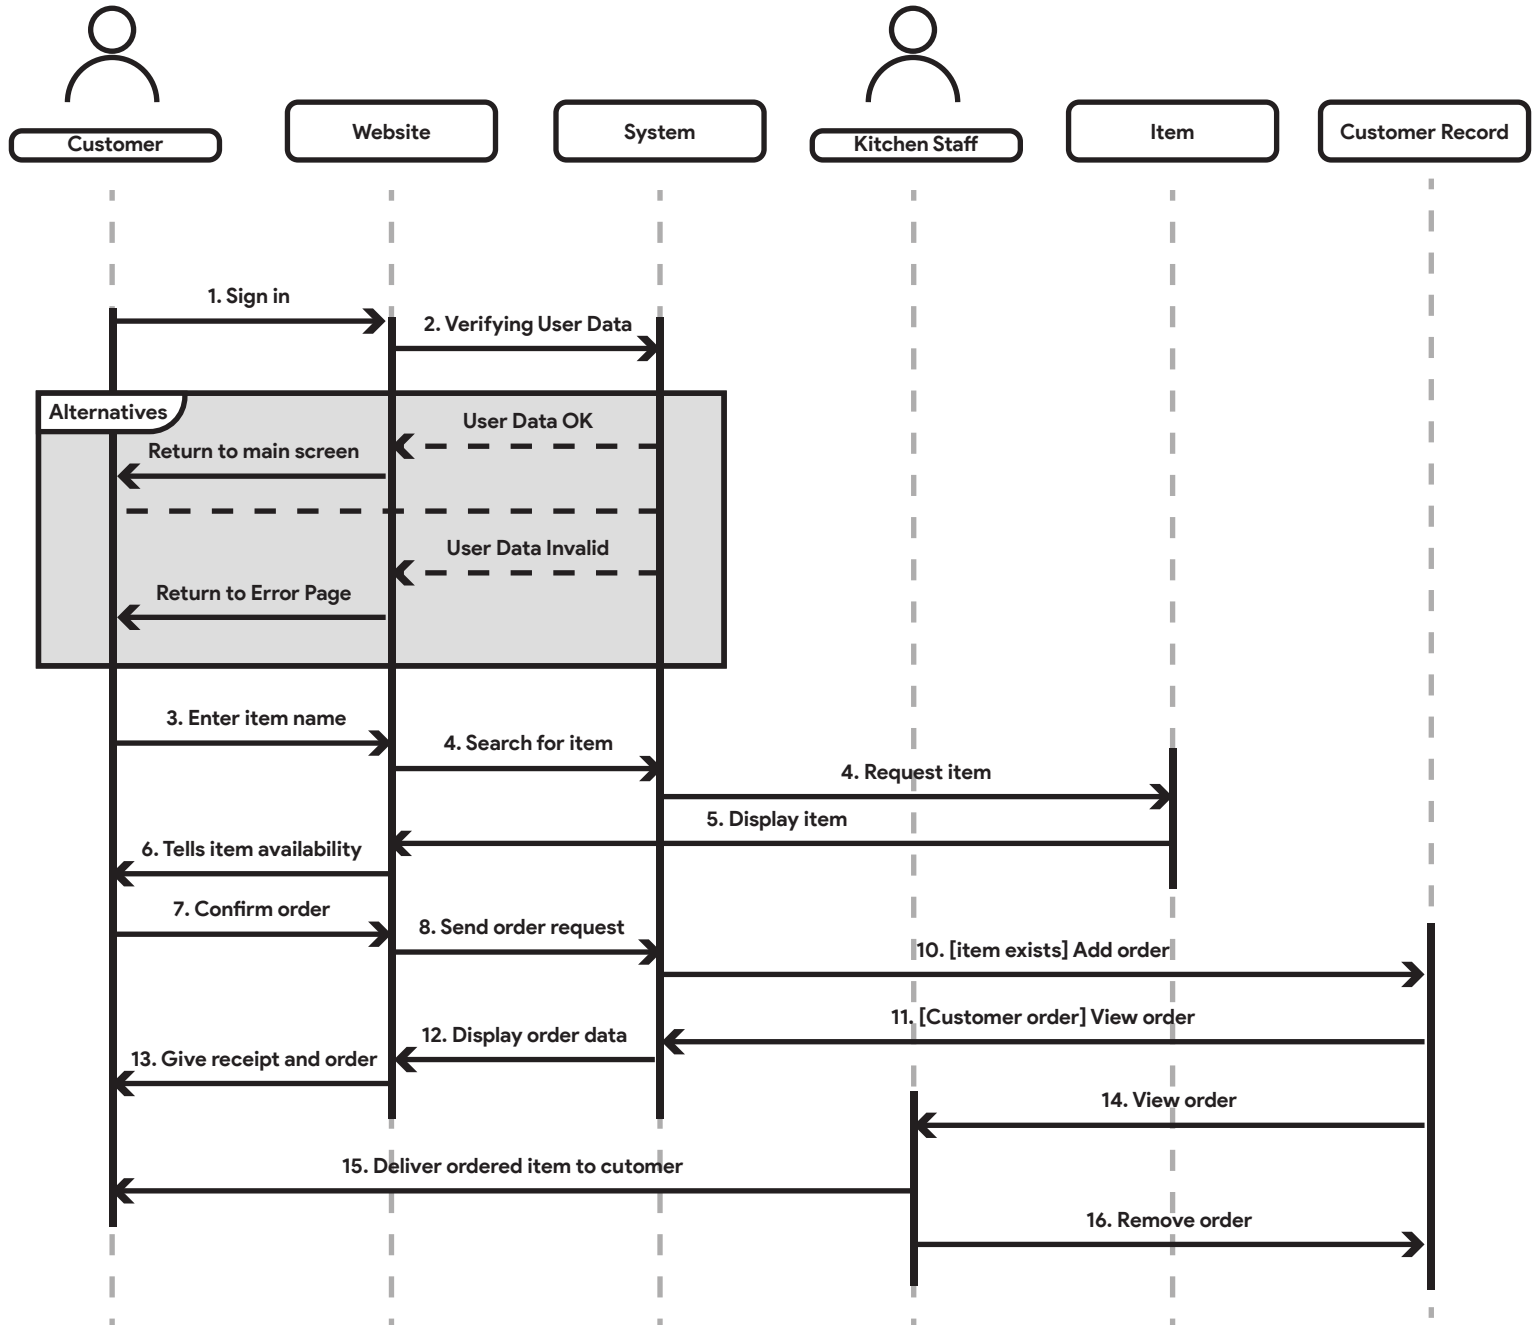 Customer
Website
System
Kitchen Staff
Item
Customer Record
1. Sign in
2. Verifying User Data
Alternatives
User Data OK
Return to main screen
User Data Invalid
Return to Error Page
3. Enter item name
4. Search for item
4. Request item
5. Display item
6. Tells item availability
7. Confirm order
8. Send order request
10. [item exists] Add order
11. [Customer order] View order
12. Display order data
13. Give receipt and order
14. View order
15. Deliver ordered item to cutomer
16. Remove order